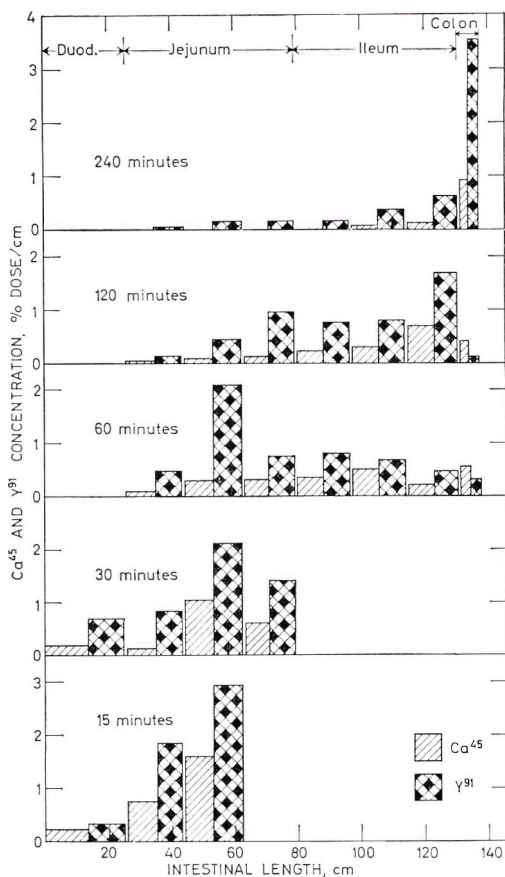 Colon
Duod. Jejunum Ileum
4
3
2
1
0
240 minutes
2
1
0
120 minutes
2
1
0
60 minutes
2
1
0
30 minutes
3
2
1
0
15 minutes
Ca45
Y91
20 40 60 80 100 120 140
INTESTINAL LENGTH, cm
Ca45 AND Y91 CONCENTRATION, % DOSE/cm